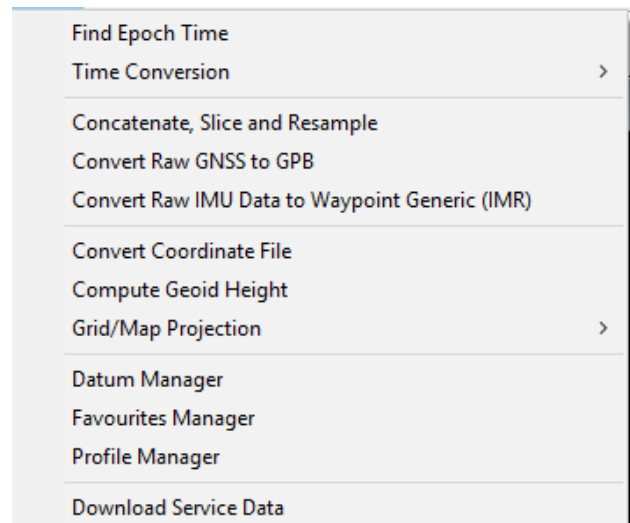 Find Epoch Time
Time Conversion
Concatenate, Slice and Resample
Convert Raw GNSS to GPB
Convert Raw IMU Data to Waypoint Generic (IMR)
Convert Coordinate File
Compute Geoid Height
Grid/Map Projection
Datum Manager
Favourites Manager
Profile Manager
Download Service Data